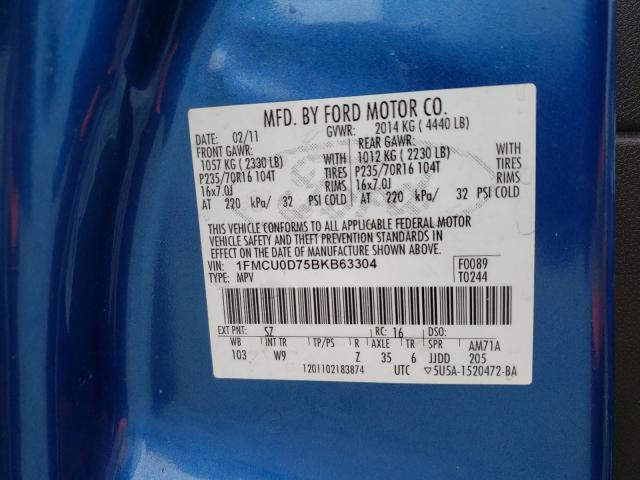 MFD. BY FORD MOTOR CO.
DATE: 02/11 GVWR: 2014 KG ( 4440 LB)
FRONT GAWR: REAR GAWR:
1057 KG ( 2330 LB) 1012 KG ( 2230 LB)
P235/70R16 104T TIRES P235/70R16 104T TIRES
16x7.0J RIMS 16x7.0J RIMS
AT 220 kPa/ 32 PSI COLD AT 220 kPa/ 32 PSI COLD
THIS VEHICLE CONFORMS TO ALL APPLICABLE FEDERAL MOTOR
VEHICLE SAFETY AND THEFT PREVENTION STANDARDS IN
EFFECT ON THE DATE OF MANUFACTURE SHOWN ABOVE.
VIN: 1FMCU0D75BKB63304 F0089
TYPE: MPV T0244
EXT PNT: SZ RC: 16 DSO:
WB INT TR TP/PS R AXLE TR SPR AM71A
103 W9 Z 35 6 JJDD 205
1201102183874 UTC ▽5U5A-1520472-BA